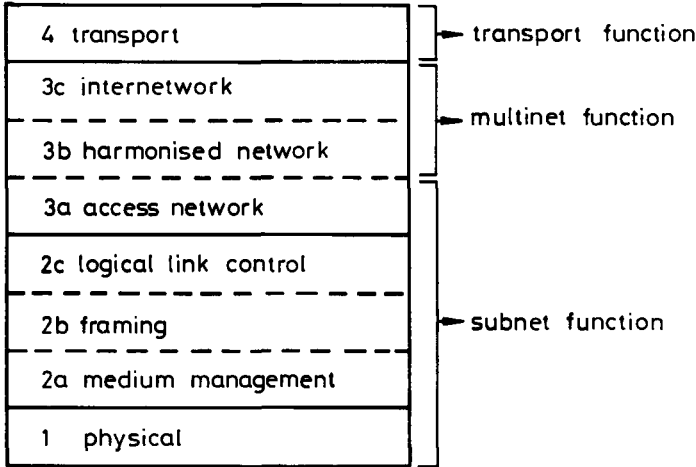 4 transport
transport function
3c internetwork
multinet function
3b harmonised network
3a access network
2c logical link control
2b framing
subnet function
2a medium management
1 physical